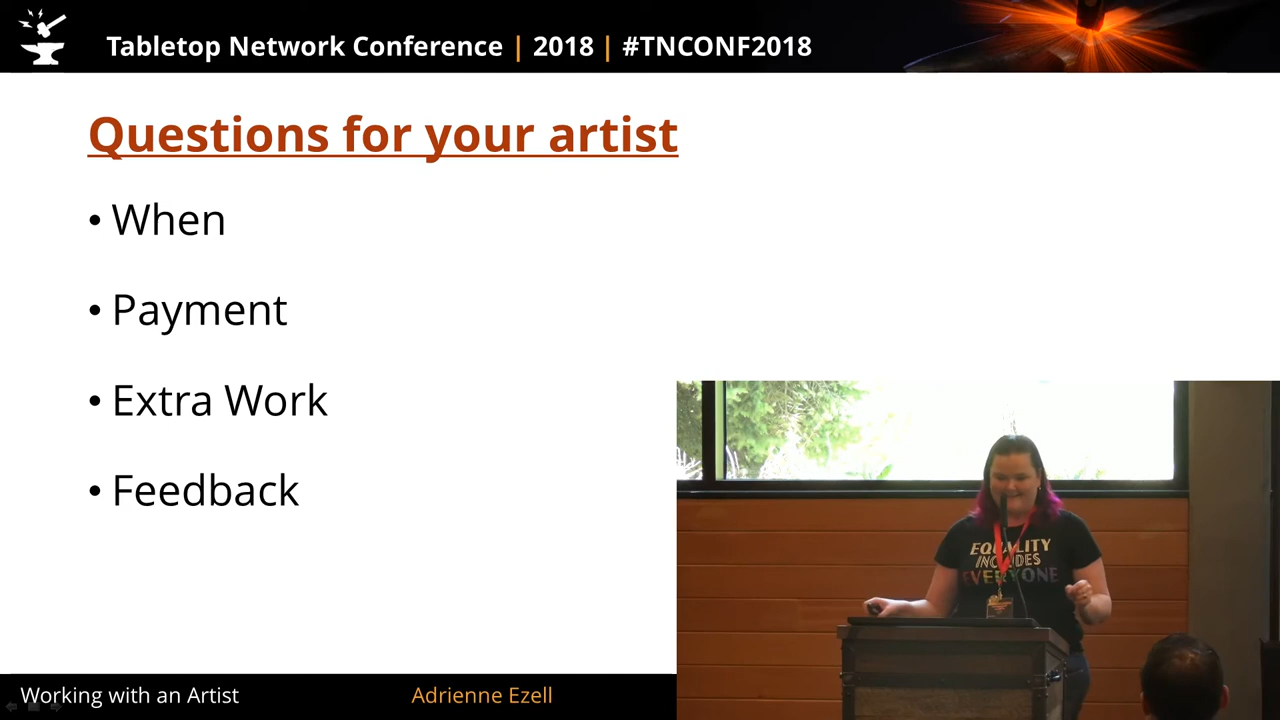 Tabletop Network Conference | 2018 | #TNCONF2018
Questions for your artist
• When
• Payment
• Extra Work
• Feedback
EQUALITY
INCLUDES
EVERYONE
Working with an Artist
Adrienne Ezell